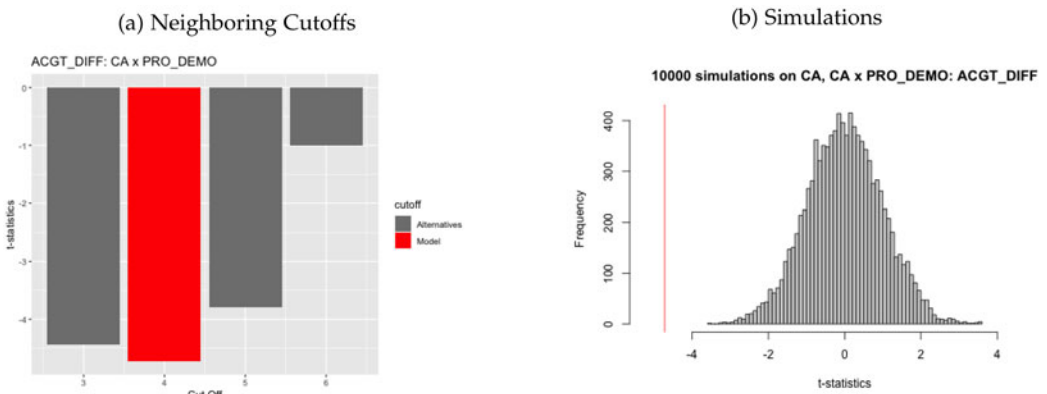 (a) Neighboring Cutoffs
ACGT_DIFF: CA x PRO_DEMO
0
-1
-2
-3
-4
t-statistics
3 4 5 6
Cut Off
cutoff
Alternatives
Model
(b) Simulations
10000 simulations on CA, CA x PRO_DEMO: ACGT_DIFF
Frequency
400
300
200
100
0
-4 -2 0 2 4
t-statistics